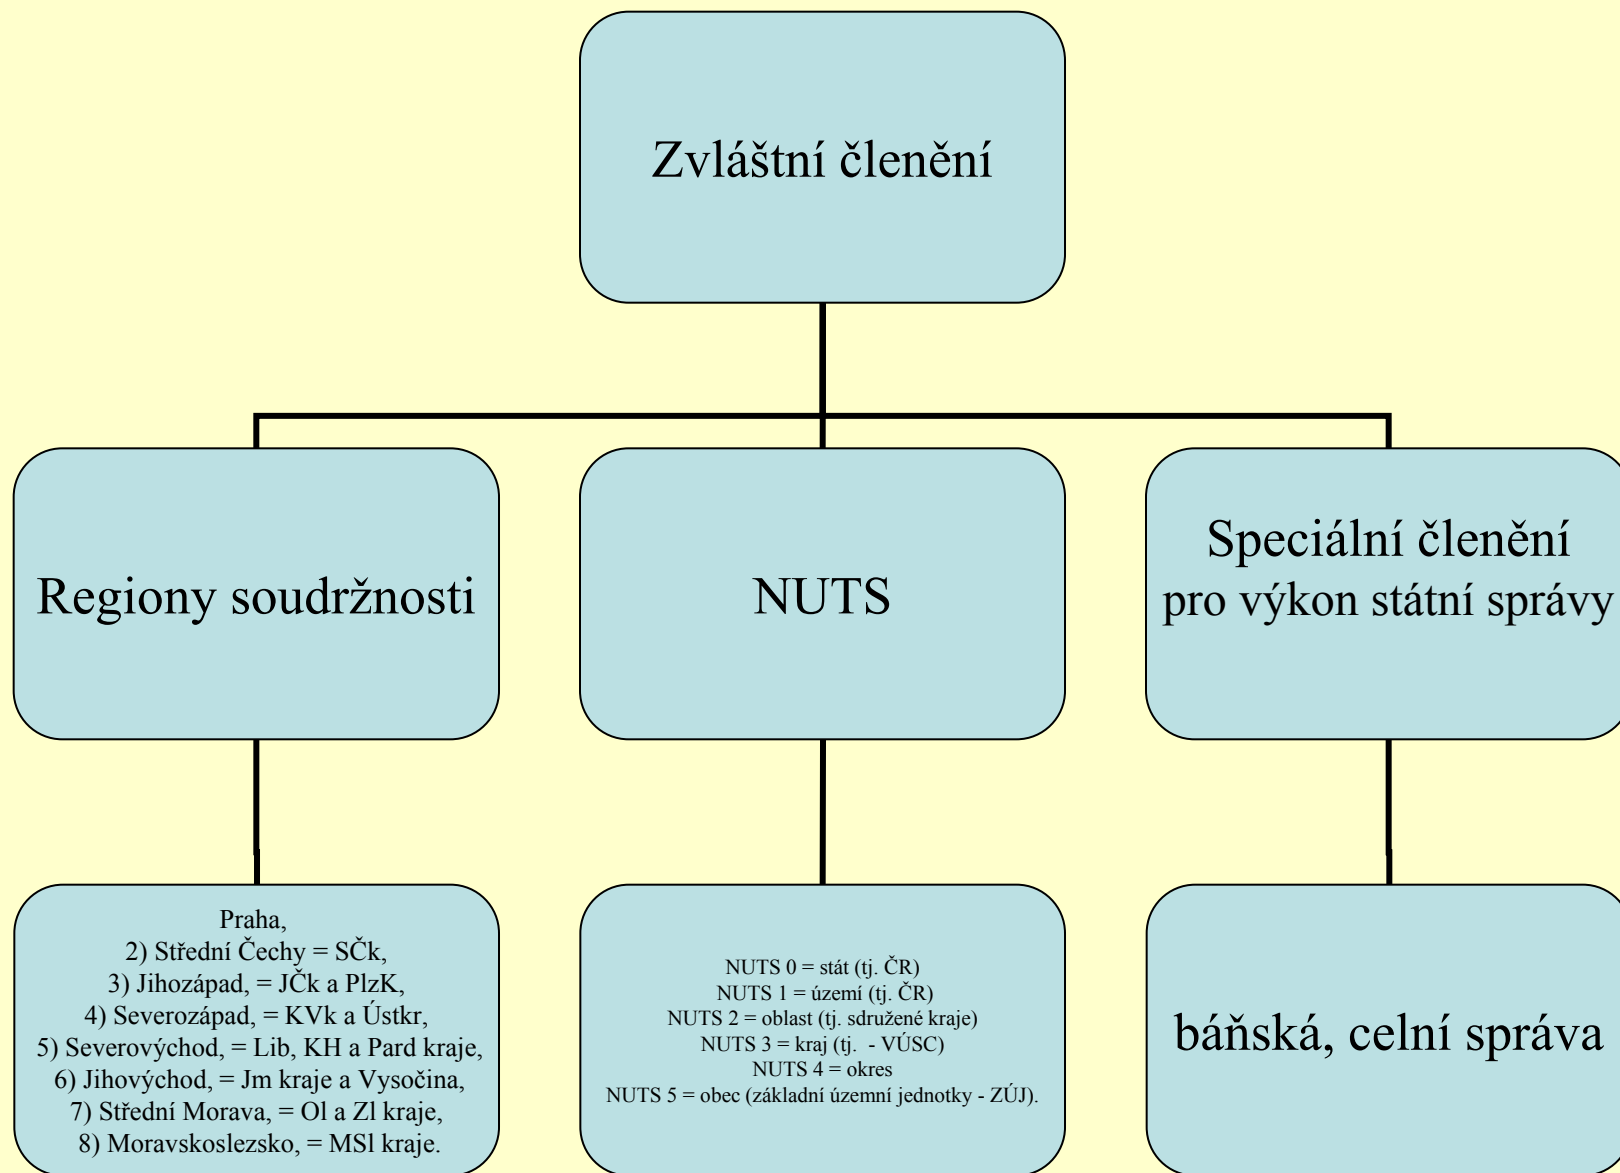 Zvláštní členění
Regiony soudržnosti
NUTS
Speciální členění
pro výkon státní správy
Praha,
2) Střední Čechy = SČk,
3) Jihozápad, = JČk a PlzK,
4) Severozápad, = KVk a Ústkr,
5) Severovýchod, = Lib, KH a Pard kraje,
6) Jihovýchod, = Jm kraje a Vysočina,
7) Střední Morava, = Ol a Zl kraje,
8) Moravskoslezsko, = MSl kraje.
NUTS 0 = stát (tj. ČR)
NUTS 1 = území (tj. ČR)
NUTS 2 = oblast (tj. sdružené kraje)
NUTS 3 = kraj (tj. - VÚSC)
NUTS 4 = okres
NUTS 5 = obec (základní územní jednotky - ZÚJ).
báňská, celní správa